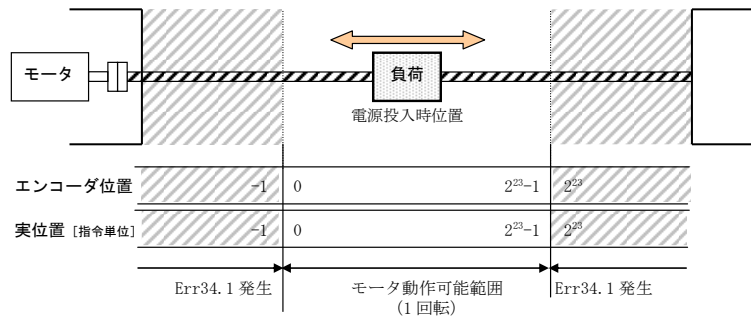 モータ
負荷
電源投入時位置
エンコーダ位置 -1 0 2²³-1 2²³
実位置 [指令単位] -1 0 2²³-1 2²³
Err34.1 発生 モータ動作可能範囲 Err34.1 発生
(1 回転)